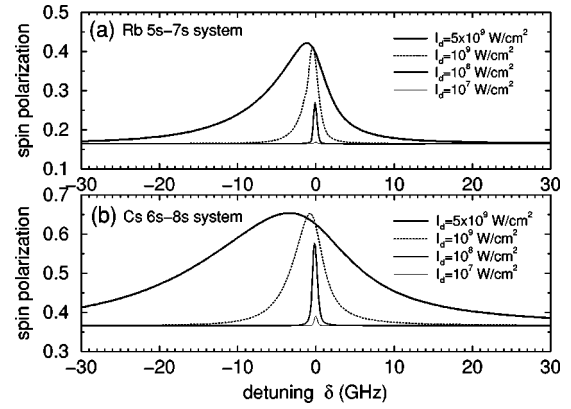 (a) Rb 5s−7s system
I_d=5x10^9 W/cm^2
I_d=10^9 W/cm^2
I_d=10^8 W/cm^2
I_d=10^7 W/cm^2
spin polarization
0.5
0.4
0.3
0.2
0.1
−30 −20 −10 0 10 20 30
(b) Cs 6s−8s system
I_d=5x10^9 W/cm^2
I_d=10^9 W/cm^2
I_d=10^8 W/cm^2
I_d=10^7 W/cm^2
spin polarization
0.7
0.6
0.5
0.4
0.3
−30 −20 −10 0 10 20 30
detuning δ (GHz)